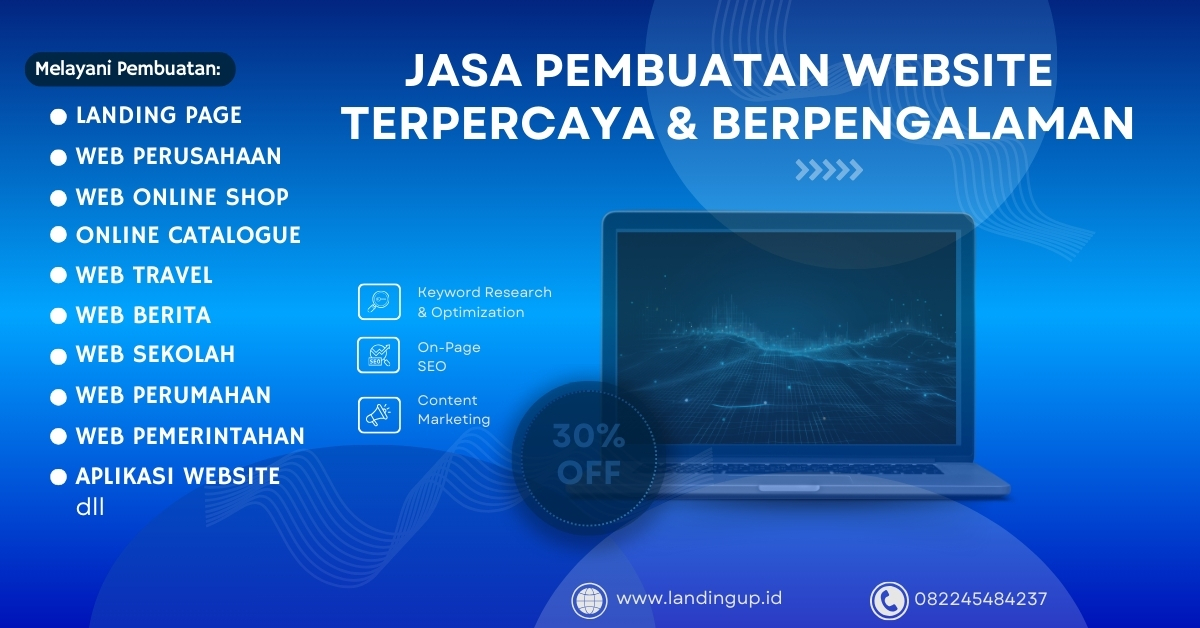 JASA PEMBUATAN WEBSITE
TERPERCAYA & BERPENGALAMAN
Melayani Pembuatan:
LANDING PAGE
WEB PERUSAHAAN
WEB ONLINE SHOP
ONLINE CATALOGUE
WEB TRAVEL
WEB BERITA
WEB SEKOLAH
WEB PERUMAHAN
WEB PEMERINTAHAN
APLIKASI WEBSITE
dll
Keyword Research
& Optimization
SEO
On-Page
SEO
Content
Marketing
30%
OFF
www.landingup.id
082245484237